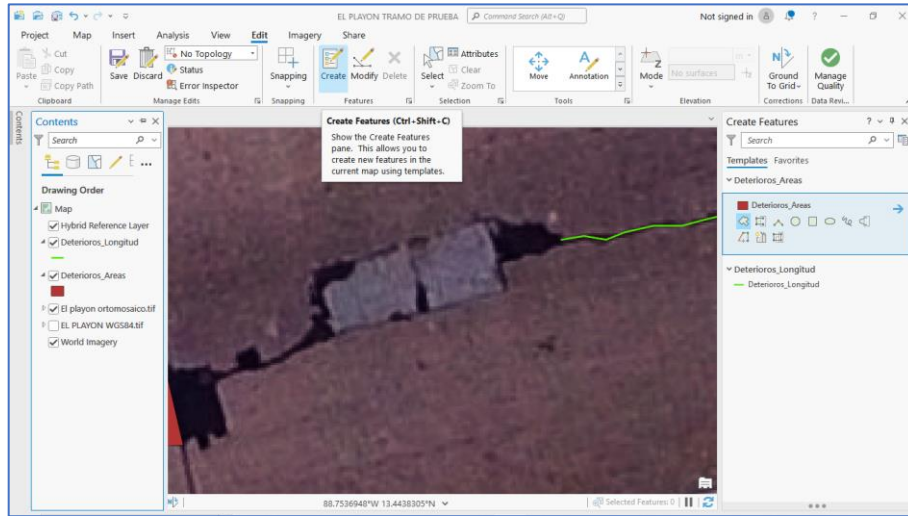 EL PLAYON TRAMO DE PRUEBA
Command Search (Alt+Q)
Not signed in
?
Project Map Insert Analysis View Edit Imagery Share
Paste
Cut
Copy
Copy Path
Clipboard
Save Discard
No Topology
Status
Error Inspector
Manage Edits
Snapping
Snapping
Create Modify Delete
Features
Select
Attributes
Clear
Zoom To
Selection
Move
Annotation
Tools
Mode
No surfaces
m
Elevation
Ground To Grid
Corrections
Manage Quality
Data Revi...
Contents
Contents
Search
Drawing Order
Map
Hybrid Reference Layer
Deterioros_Longitud
Deterioros_Areas
El playon ortomosaico.tif
EL PLAYON WGS84.tif
World Imagery
Create Features (Ctrl+Shift+C)
Show the Create Features
pane. This allows you to
create new features in the
current map using templates.
Create Features
?
Search
Templates Favorites
Deterioros_Areas
Deterioros_Areas
Deterioros_Longitud
Deterioros_Longitud
88.7536948°W 13.4438305°N
Selected Features: 0